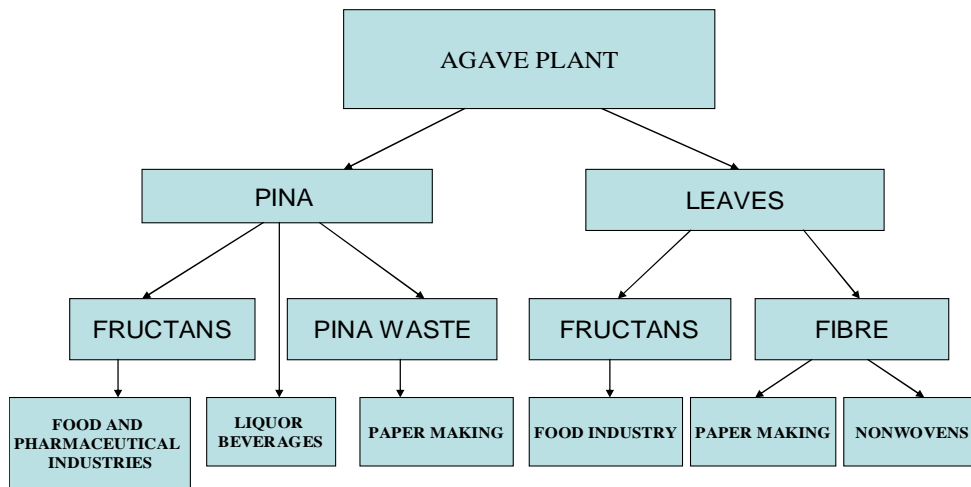 AGAVE PLANT
PINA
LEAVES
FRUCTANS
PINA WASTE
FRUCTANS
FIBRE
FOOD AND
PHARMACEUTICAL
INDUSTRIES
LIQUOR
BEVERAGES
PAPER MAKING
FOOD INDUSTRY
PAPER MAKING
NONWOVENS